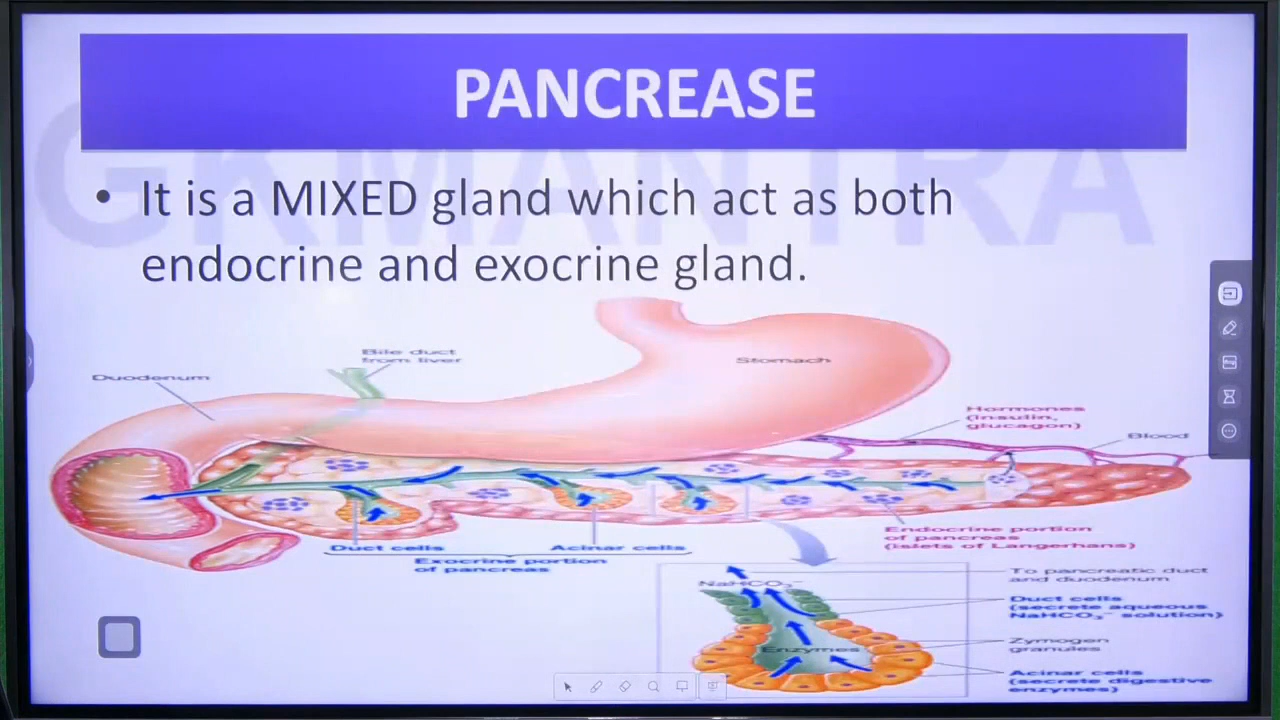 PANCREASE
GKMANTRA
• It is a MIXED gland which act as both
endocrine and exocrine gland.
Bile duct
from liver
Duodenum
Stomach
Hormones
(insulin,
glucagon)
Blood
Endocrine portion
of pancreas
(islets of Langerhans)
Duct cells
Acinar cells
Exocrine portion
of pancreas
NaHCO₃⁻
To pancreatic duct
and duodenum
Duct cells
(secrete aqueous
NaHCO₃⁻ solution)
Enzymes
Zymogen
granules
Acinar cells
(secrete digestive
enzymes)